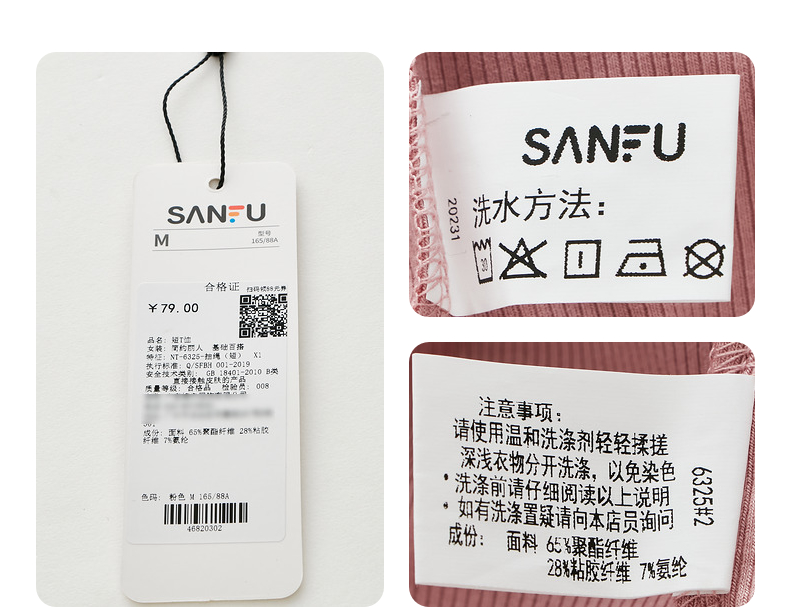 SANFU
M
型号
165/88A
合格证
扫码领88元券
￥79.00
品名: 短T恤
女装: 简约丽人 基础百搭
特征: NT-6325-抽绳（短） X1
执行标准: Q/SFBH 001-2019
安全技术类别: GB 18401-2010 B类
直接接触皮肤的产品
质量等级: 合格品 检验员: 008
成份: 面料 65%聚酯纤维 28%粘胶
纤维 7%氨纶
色码: 粉色 M 165/88A
46820302
SANFU
洗水方法:
20231
30
注意事项:
请使用温和洗涤剂轻轻揉搓
深浅衣物分开洗涤，以免染色
• 洗涤前请仔细阅读以上说明
• 如有洗涤置疑请向本店员询问
成份: 面料 65%聚酯纤维
28%粘胶纤维 7%氨纶
6325#2